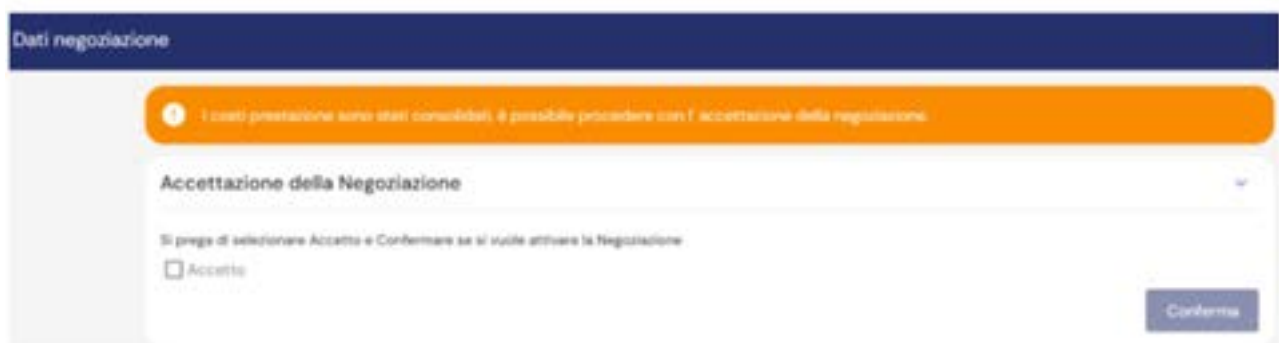 Dati negoziazione
I costi prestazione sono stati consolidati, è possibile procedere con l' accettazione della negoziazione.
Accettazione della Negoziazione
Si prega di selezionare Accetto e Confermare se si vuole attivare la Negoziazione
Accetto
Conferma